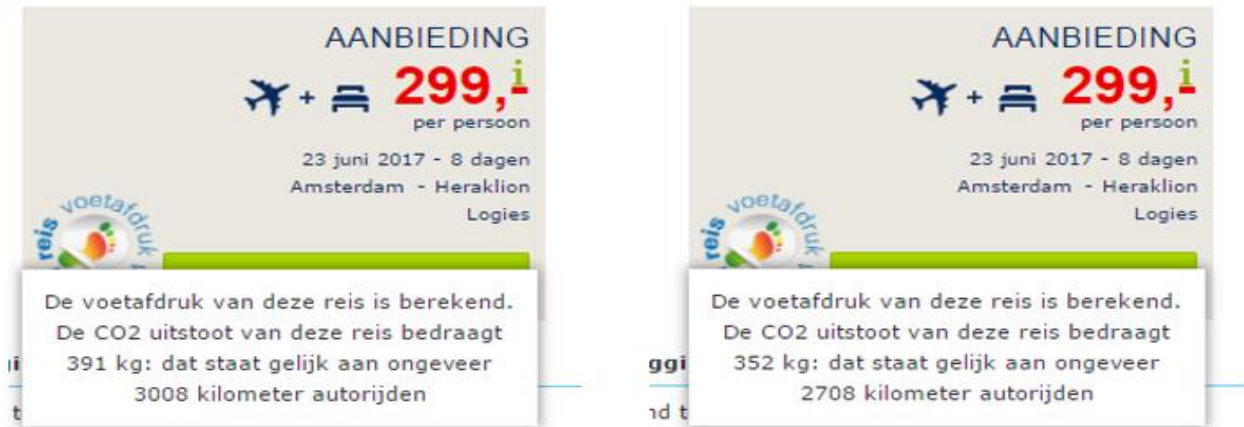 AANBIEDING
+ 299,-
i
per persoon
23 juni 2017 - 8 dagen
Amsterdam - Heraklion
Logies
reis voetafdruk
De voetafdruk van deze reis is berekend.
De CO2 uitstoot van deze reis bedraagt
391 kg: dat staat gelijk aan ongeveer
3008 kilometer autorijden
t
AANBIEDING
+ 299,-
i
per persoon
23 juni 2017 - 8 dagen
Amsterdam - Heraklion
Logies
reis voetafdruk
De voetafdruk van deze reis is berekend.
De CO2 uitstoot van deze reis bedraagt
ggi
352 kg: dat staat gelijk aan ongeveer
2708 kilometer autorijden
nd t